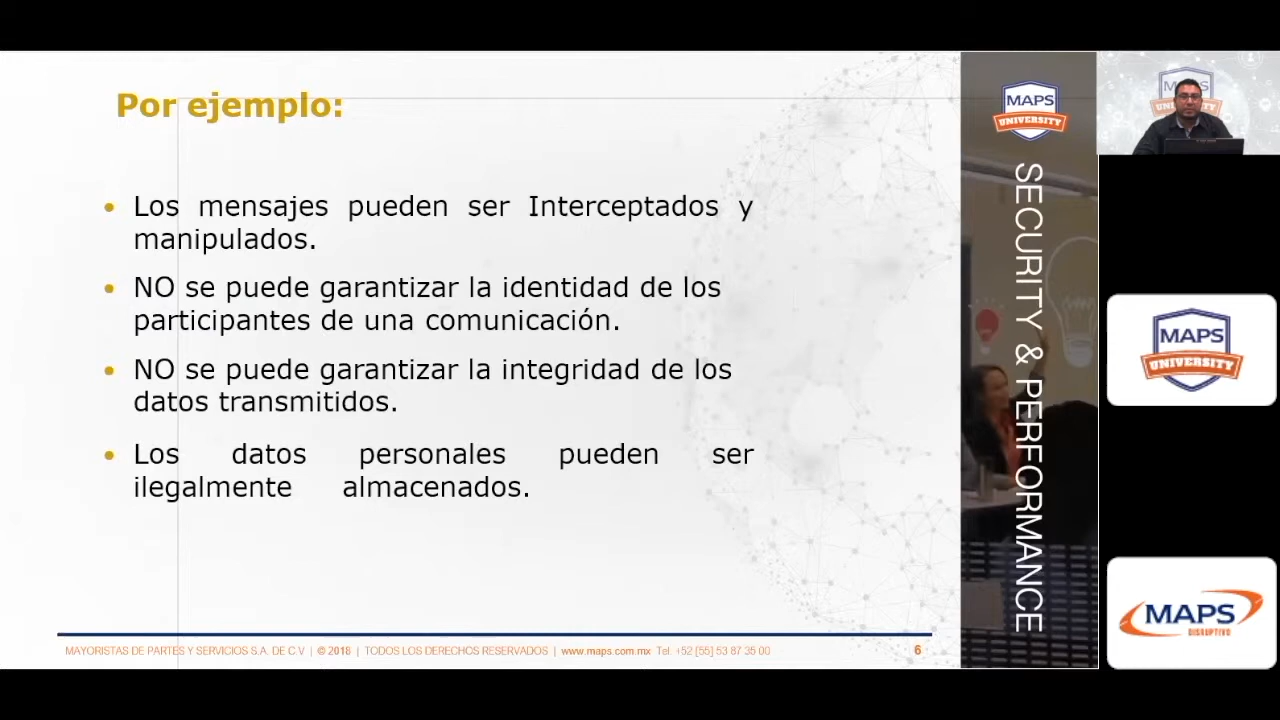 Por ejemplo:
• Los mensajes pueden ser Interceptados y
manipulados.
• NO se puede garantizar la identidad de los
participantes de una comunicación.
• NO se puede garantizar la integridad de los
datos transmitidos.
• Los datos personales pueden ser
ilegalmente almacenados.
MAYORISTAS DE PARTES Y SERVICIOS S.A. DE C.V. | @ 2018 | TODOS LOS DERECHOS RESERVADOS | www.maps.com.mx Tel. +52 [55] 53 87 35 00
6
MAPS
UNIVERSITY
SECURITY & PERFORMANCE
MAPS
MAPS
UNIVERSITY
MAPS
DISRUPTIVO